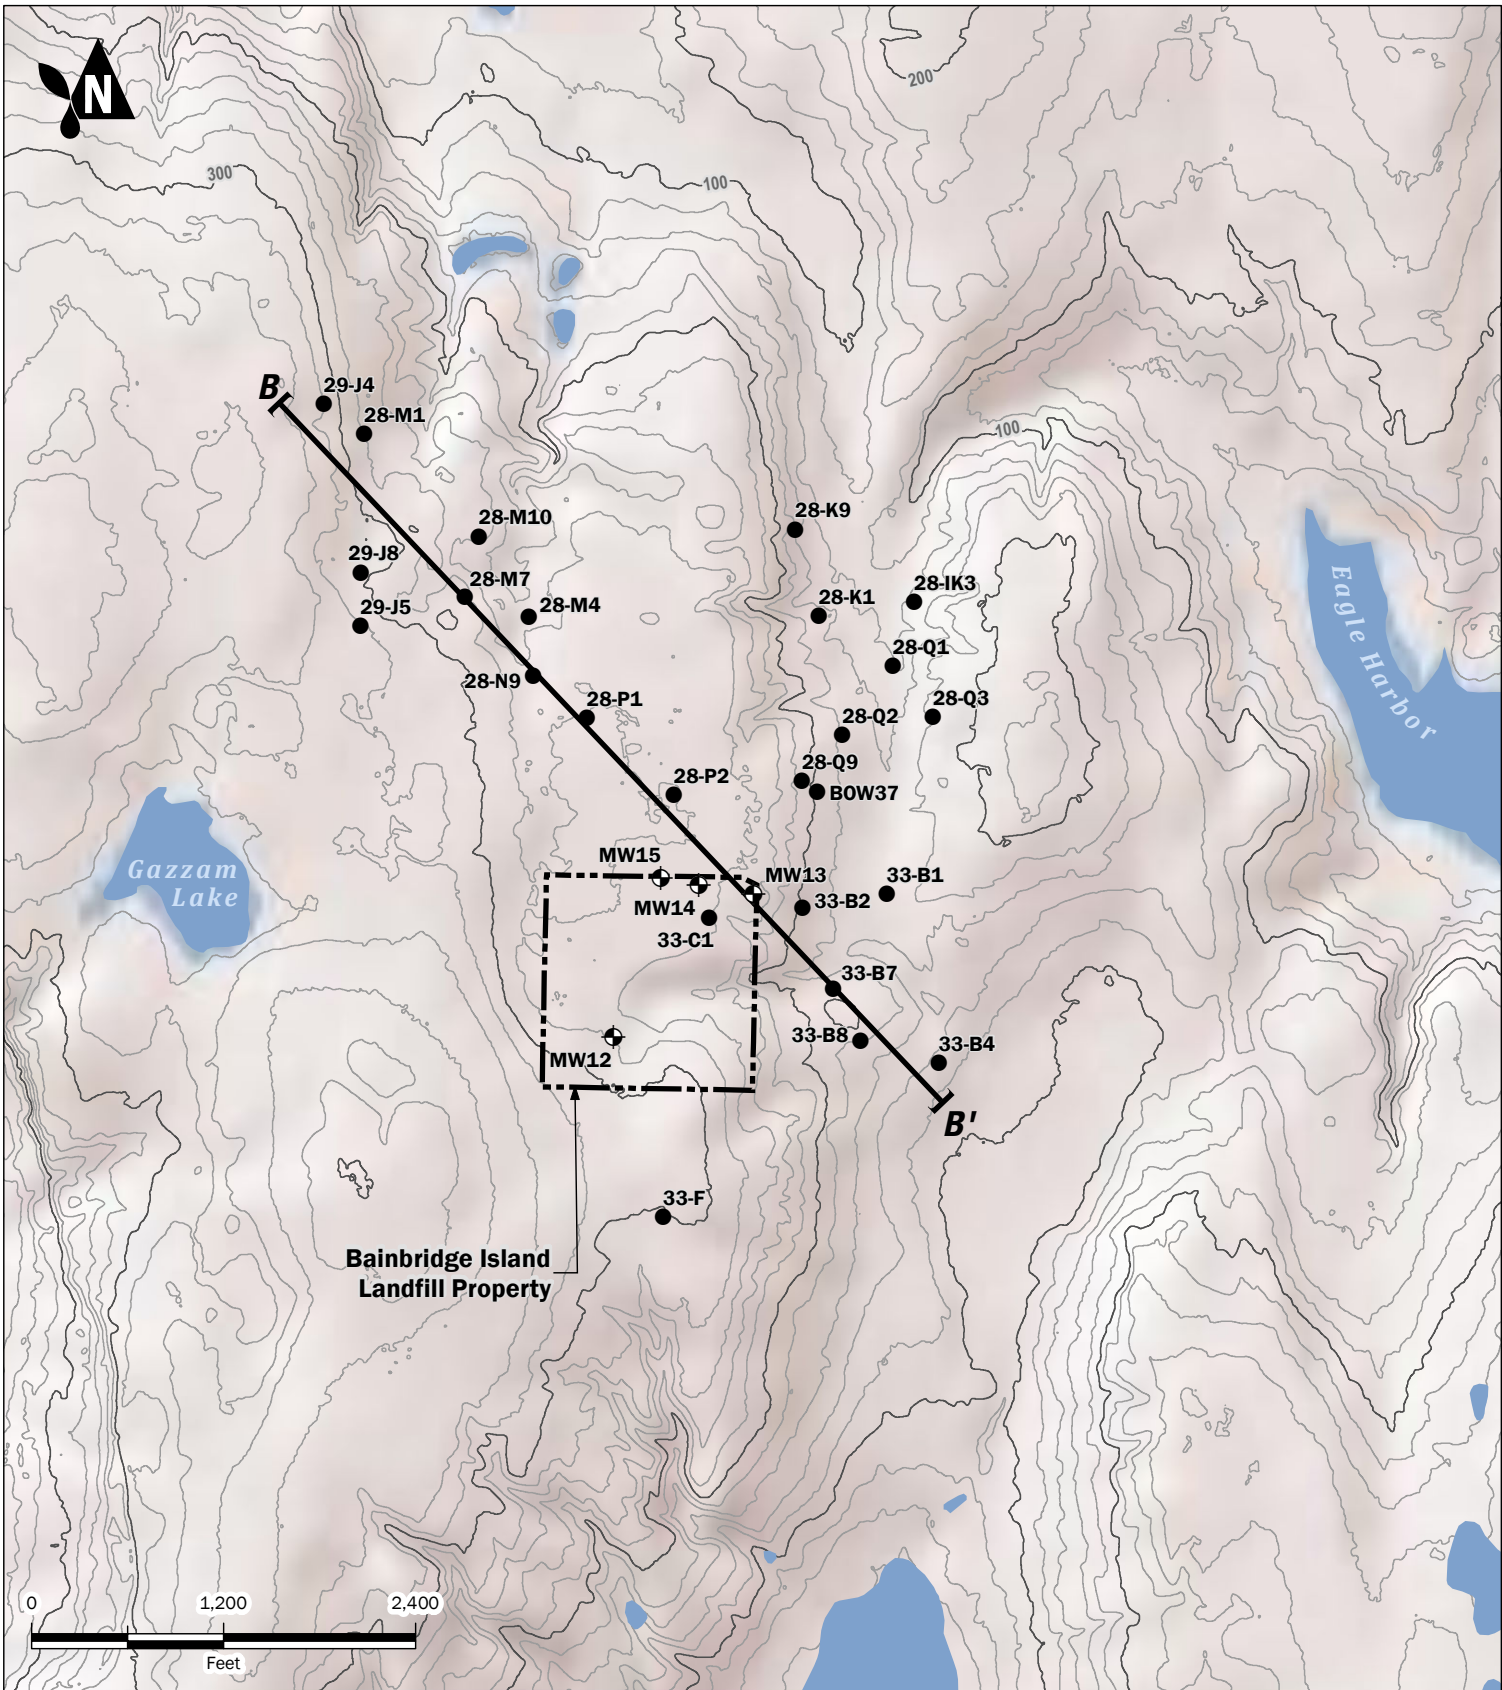 200
N
300
100
B
29-J4
28-M1
100
28-M10
28-K9
29-J8
28-M7
28-IK3
28-K1
29-J5
28-M4
Eagle Harbor
28-Q1
28-N9
28-P1
28-Q3
28-Q2
28-P2
28-Q9
BOW37
MW15
MW13
33-B1
Gazzam
Lake
MW14
33-B2
33-C1
33-B7
33-B8
33-B4
MW12
B'
33-F
Bainbridge Island
Landfill Property
0 1,200 2,400
Feet